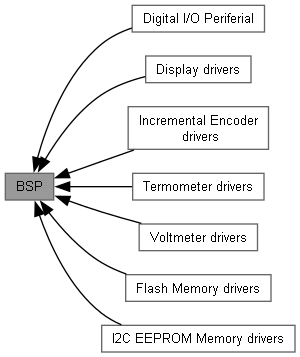 Digital I/O Periferial
Display drivers
Incremental Encoder
drivers
BSP
Termometer drivers
Voltmeter drivers
Flash Memory drivers
I2C EEPROM Memory drivers